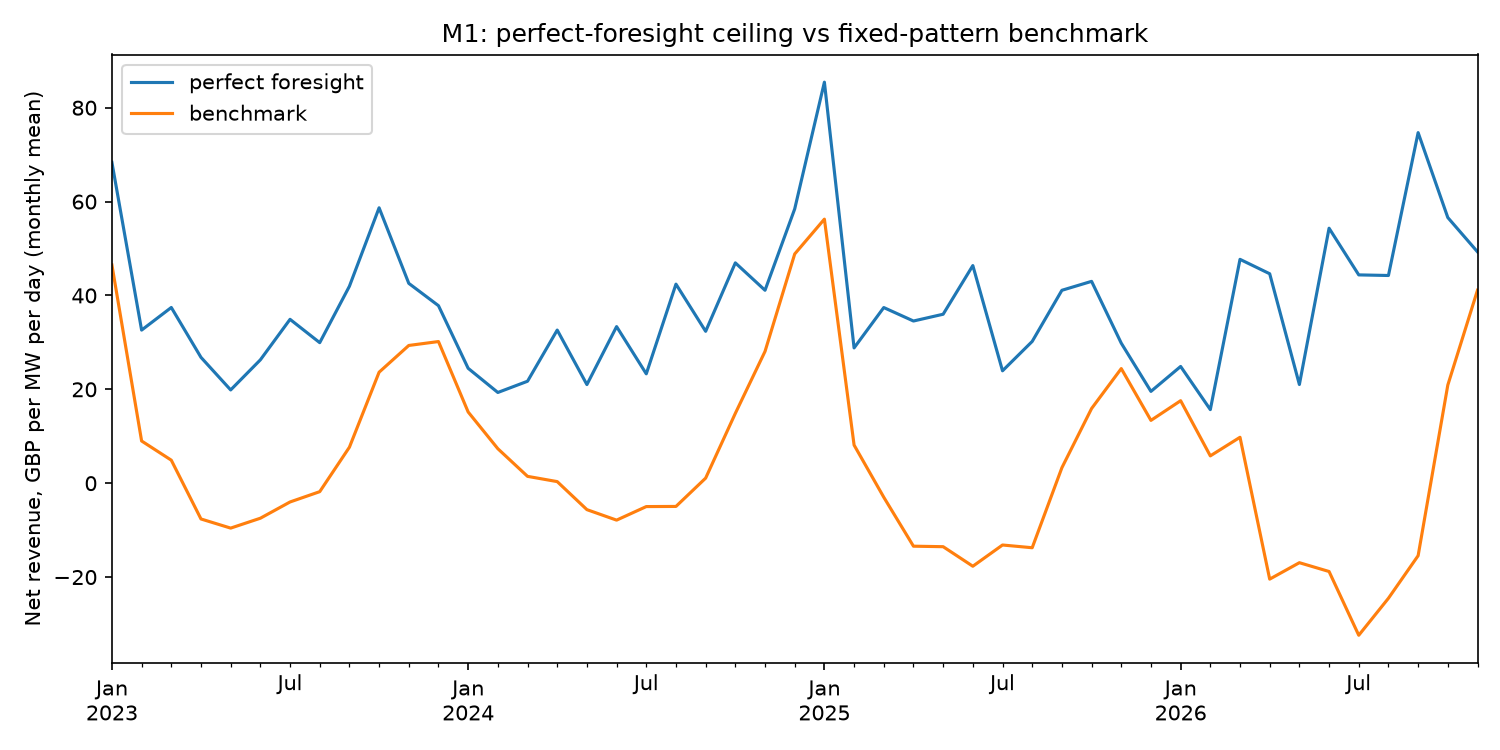 M1: perfect-foresight ceiling vs fixed-pattern benchmark
perfect foresight
benchmark
Net revenue, GBP per MW per day (monthly mean)
80
60
40
20
0
−20
Jan
2023
Jul
Jan
2024
Jul
Jan
2025
Jul
Jan
2026
Jul